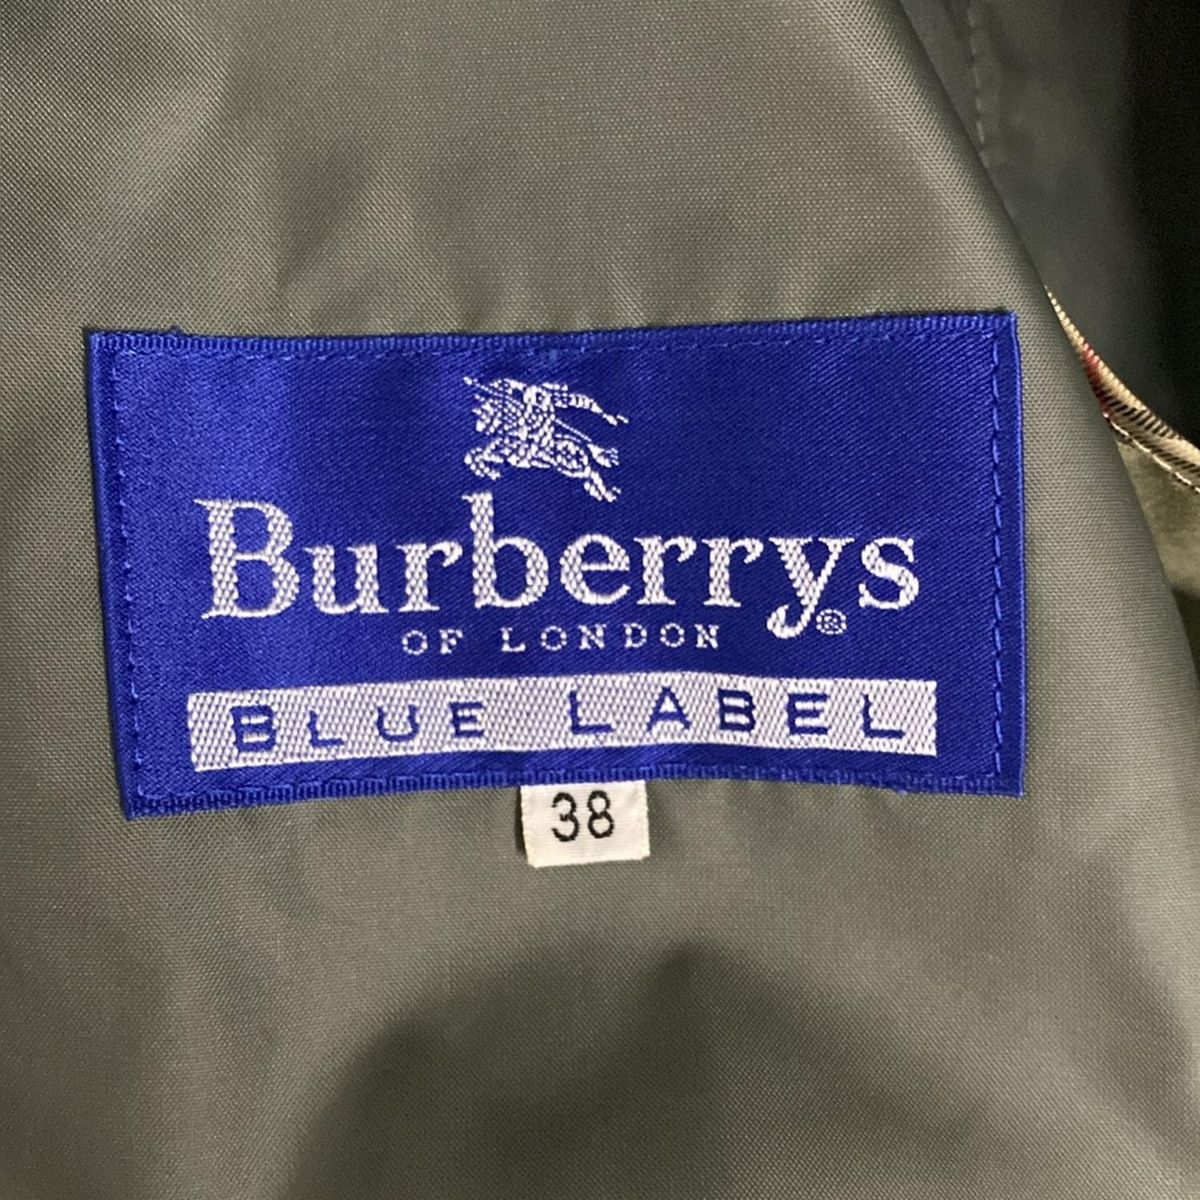 Burberrys®
OF LONDON
BLUE LABEL
38